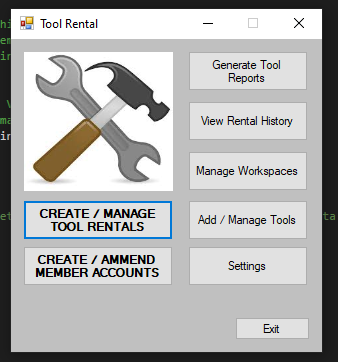 Tool Rental
Generate Tool
Reports
View Rental History
Manage Workspaces
CREATE / MANAGE
TOOL RENTALS
Add / Manage Tools
CREATE / AMMEND
MEMBER ACCOUNTS
Settings
Exit